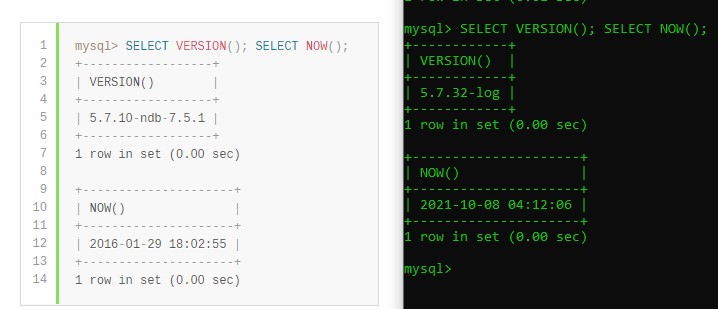 1 mysql> SELECT VERSION(); SELECT NOW();
2 +------------------+
3 | VERSION()        |
4 +------------------+
5 | 5.7.10-ndb-7.5.1 |
6 +------------------+
7 1 row in set (0.00 sec)
8
9 +---------------------+
10 | NOW()               |
11 +---------------------+
12 | 2016-01-29 18:02:55 |
13 +---------------------+
14 1 row in set (0.00 sec)
mysql> SELECT VERSION(); SELECT NOW();
+------------+
| VERSION()  |
+------------+
| 5.7.32-log |
+------------+
1 row in set (0.00 sec)
+---------------------+
| NOW()               |
+---------------------+
| 2021-10-08 04:12:06 |
+---------------------+
1 row in set (0.00 sec)
mysql>